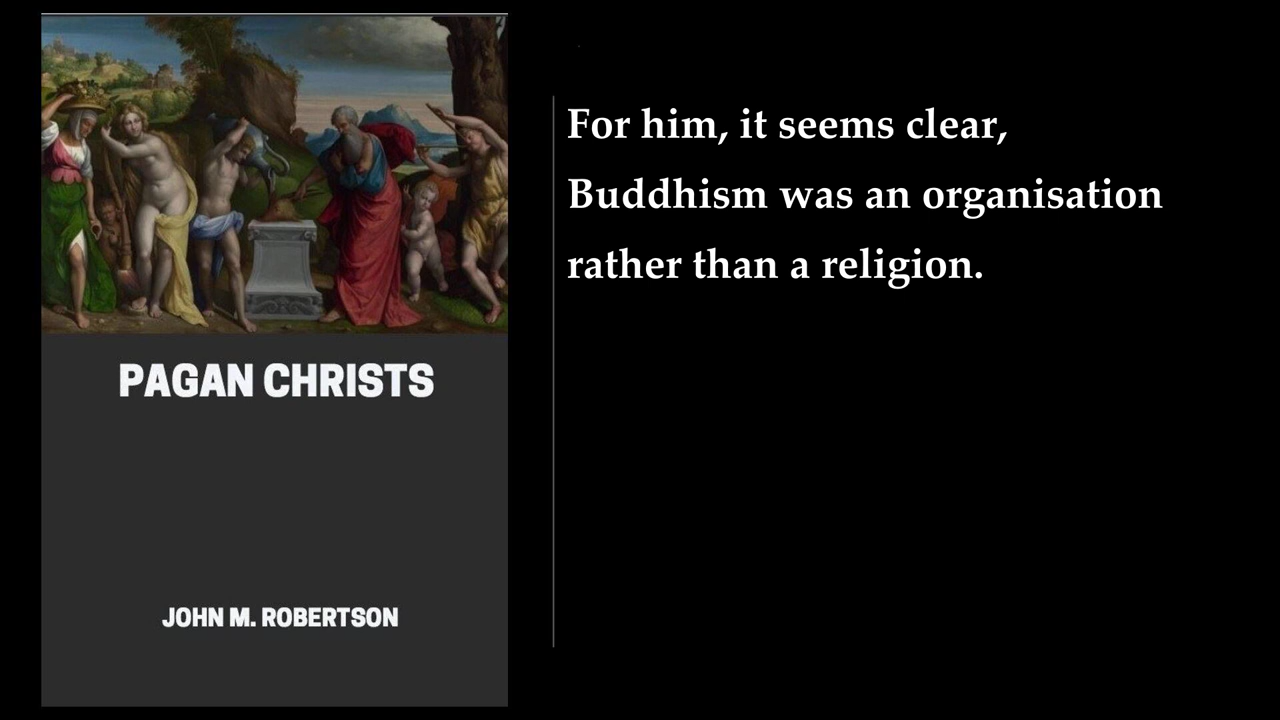 PAGAN CHRISTS
JOHN M. ROBERTSON
For him, it seems clear,
Buddhism was an organisation
rather than a religion.